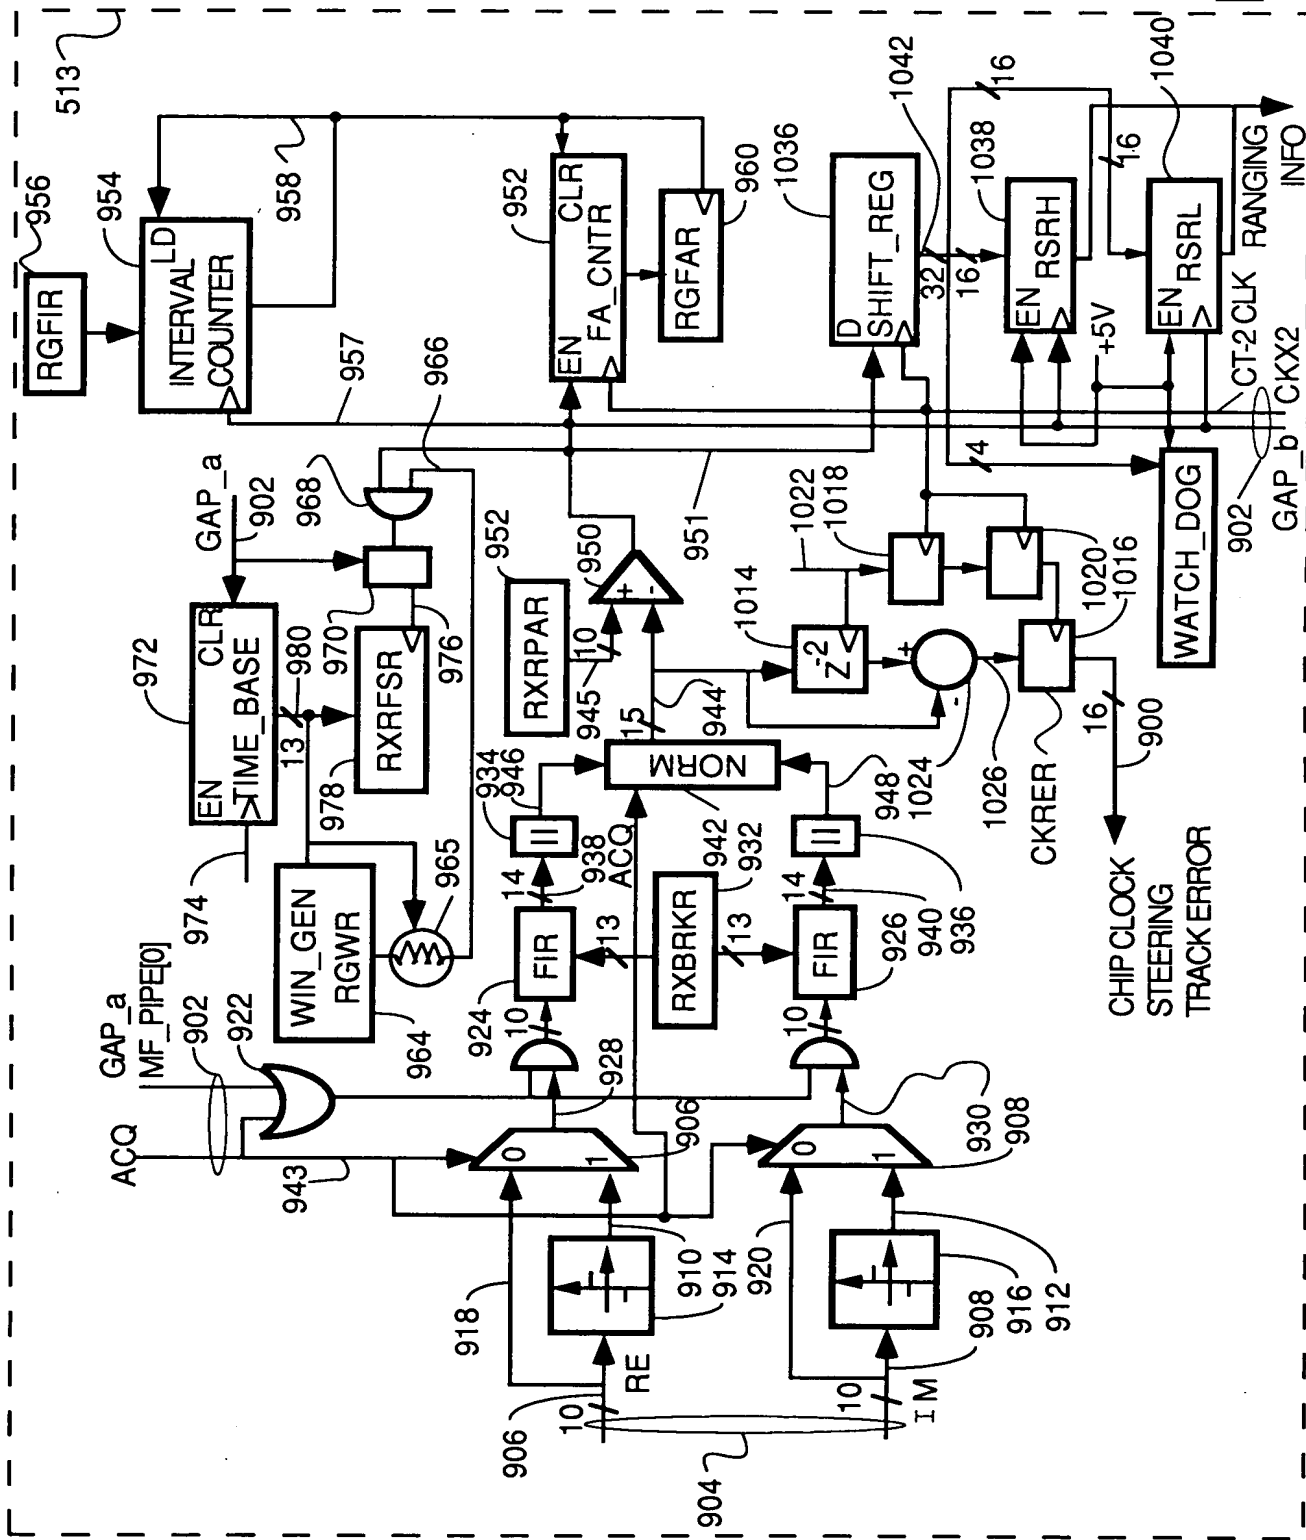 513
956
RGFIR
954
LD
INTERVAL
COUNTER
958
957
966
GAP_a
902
968
972
CLR
EN
TIME_BASE
980
13
970
976
978
RXRFSR
974
WIN_GEN
RGWR
965
964
GAP_a
MF_PIPE[0]
902
922
ACQ
943
952
CLR
FA_CNTR
EN
960
RGFAR
952
RXRPAR
950
+
-
10
945
15
944
951
NORM
934
946
ACQ
938
14
FIR
924
10
13
932
942
RXBRKR
13
948
1024
14
940
936
926
FIR
10
928
906
0
1
930
908
0
1
918
910
914
920
908
916
912
906
10
RE
10
IM
904
1036
D
SHIFT_REG
1042
32
16
16
1038
EN
RSRH
16
1040
EN
RSRL
RANGING
INFO
+5V
CT-2 CLK
CKX2
GAP_b
902
4
WATCH_DOG
1022
1018
1014
Z-2
+
-
1020
1016
1026
CKRER
16
900
CHIP CLOCK
STEERING
TRACK ERROR